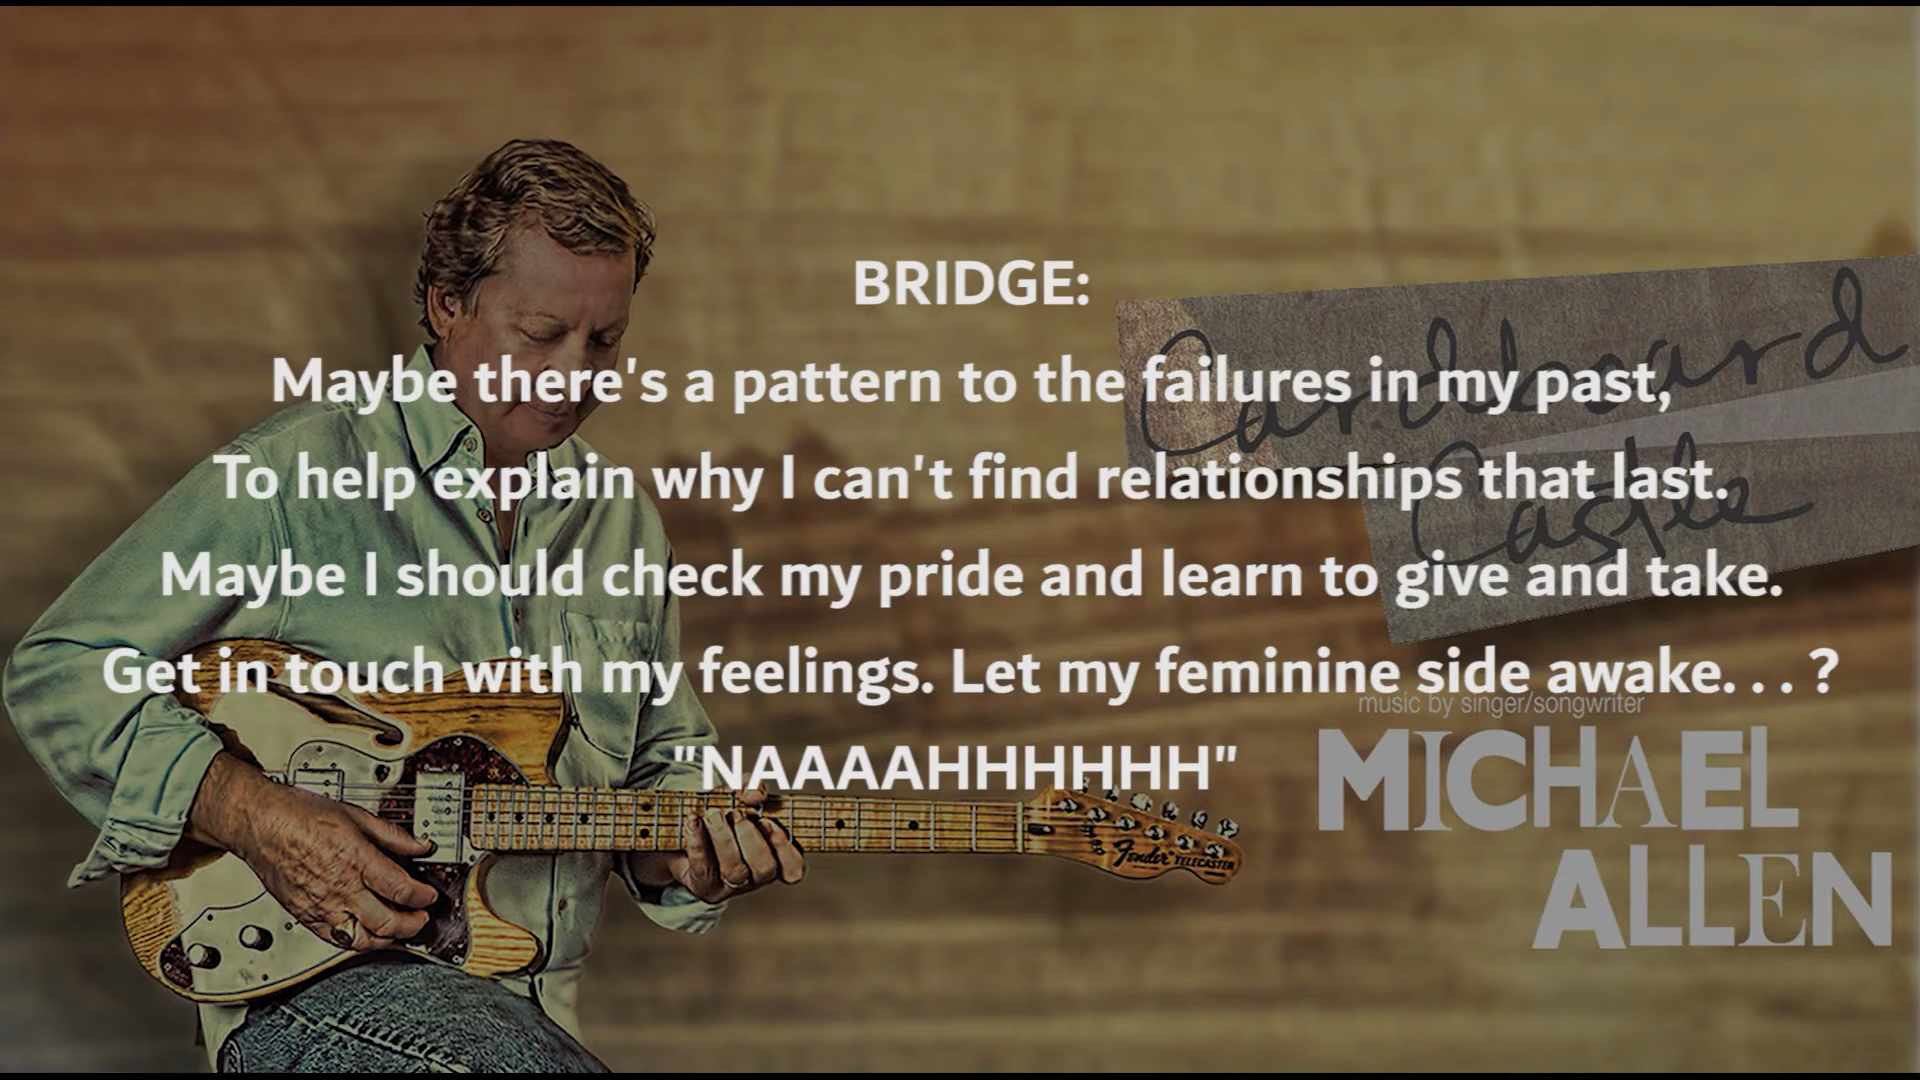 BRIDGE:
Maybe there's a pattern to the failures in my past,
To help explain why I can't find relationships that last.
Maybe I should check my pride and learn to give and take.
Get in touch with my feelings. Let my feminine side awake. . . ?
"NAAAAHHHHHH"
Cardboard
Castle
music by singer/songwriter
MICHAEL
ALLEN
Fender TELECASTER